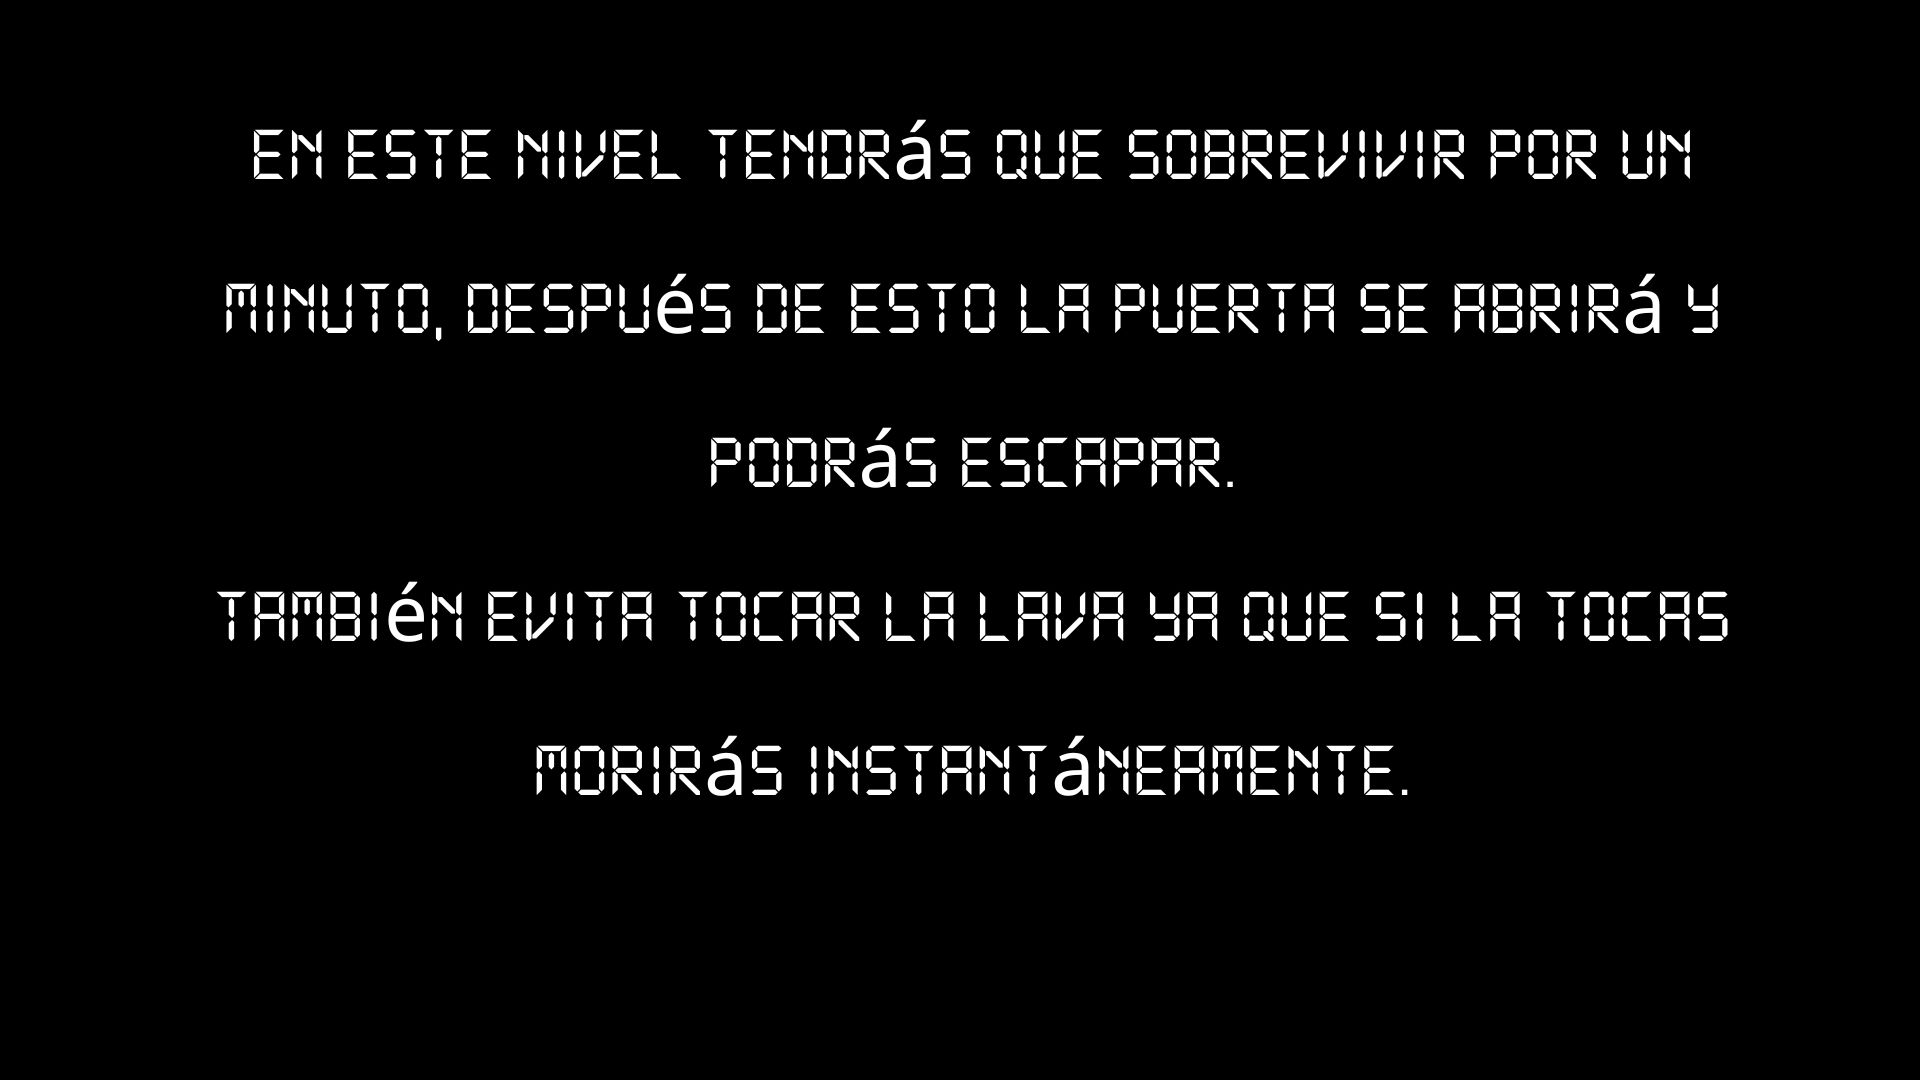 EN ESTE NIVEL TENDRáS QUE SOBREVIVIR POR UN
MINUTO, DESPUéS DE ESTO LA PUERTA SE ABRIRá Y
PODRáS ESCAPAR.
TAMBIéN EVITA TOCAR LA LAVA YA QUE SI LA TOCAS
MORIRáS INSTANTáNEAMENTE.